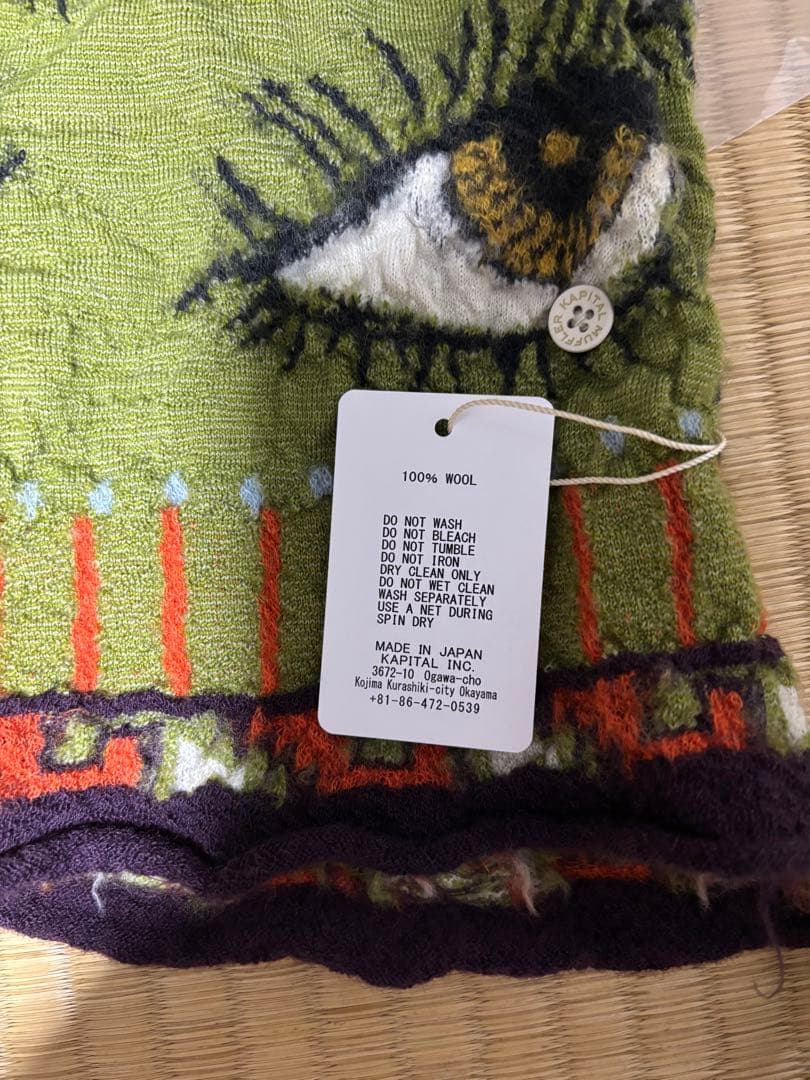 KAPITAL
MUFFLER
100% WOOL
DO NOT WASH
DO NOT BLEACH
DO NOT TUMBLE
DO NOT IRON
DRY CLEAN ONLY
DO NOT WET CLEAN
WASH SEPARATELY
USE A NET DURING
SPIN DRY
MADE IN JAPAN
KAPITAL INC.
3672-10 Ogawa-cho
Kojima Kurashiki-city Okayama
+81-86-472-0539